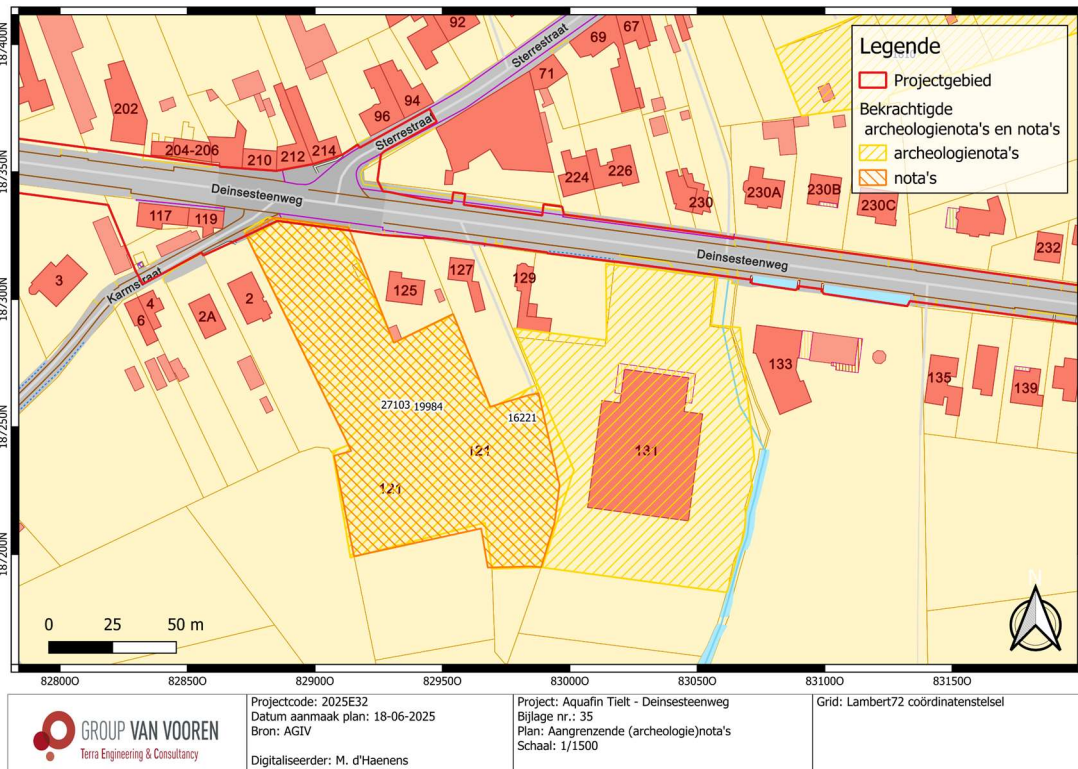 Legende
Projectgebied
Bekrachtigde
archeologienota's en nota's
archeologienota's
nota's
187400N
187350N
187300N
187250N
187200N
92
67
69
71
Sterrestraat
94
96
Sterrestraat
202
204-206
210
212
214
224
226
230
230A
230B
230C
232
Deinsesteenweg
Deinsesteenweg
117
119
Karmstraat
3
4
6
2A
2
125
127
129
133
135
139
27103
19984
16221
131
121
121
N
0 25 50 m
82800O
82850O
82900O
82950O
83000O
83050O
83100O
83150O
GROUP VAN VOOREN
Terra Engineering & Consultancy
Projectcode: 2025E32
Datum aanmaak plan: 18-06-2025
Bron: AGIV
Digitaliseerder: M. d'Haenens
Project: Aquafin Tielt - Deinsesteenweg
Bijlage nr.: 35
Plan: Aangrenzende (archeologie)nota's
Schaal: 1/1500
Grid: Lambert72 coördinatenstelsel